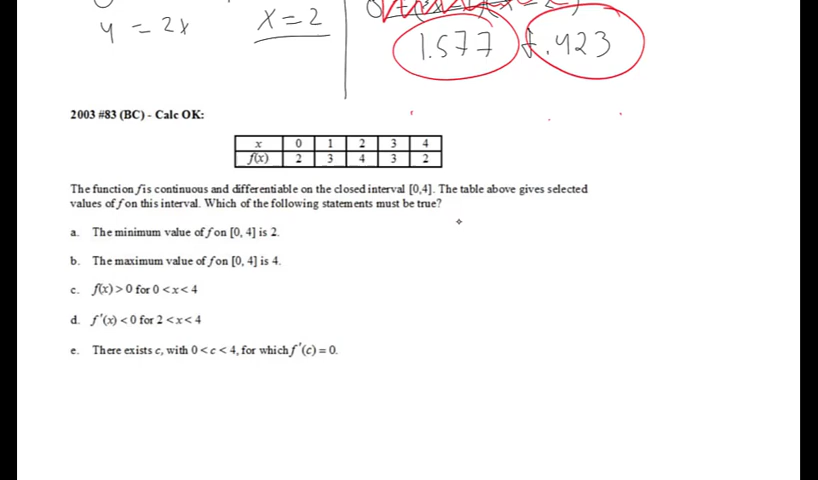 y = 2x
x = 2
1.577
.423
2003 #83 (BC) - Calc OK:
x 0 1 2 3 4
f(x) 2 3 4 3 2
The function f is continuous and differentiable on the closed interval [0,4]. The table above gives selected
values of f on this interval. Which of the following statements must be true?
a. The minimum value of f on [0, 4] is 2.
b. The maximum value of f on [0, 4] is 4.
c. f(x) > 0 for 0 < x < 4
d. f '(x) < 0 for 2 < x < 4
e. There exists c, with 0 < c < 4, for which f '(c) = 0.